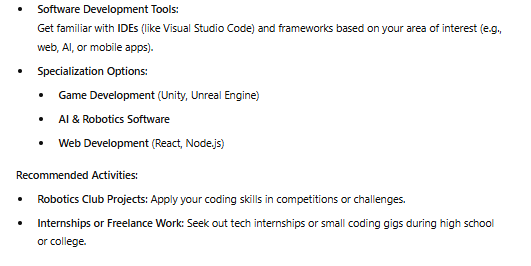 • Software Development Tools:
Get familiar with IDEs (like Visual Studio Code) and frameworks based on your area of interest (e.g.,
web, AI, or mobile apps).
• Specialization Options:
• Game Development (Unity, Unreal Engine)
• AI & Robotics Software
• Web Development (React, Node.js)
Recommended Activities:
• Robotics Club Projects: Apply your coding skills in competitions or challenges.
• Internships or Freelance Work: Seek out tech internships or small coding gigs during high school
or college.